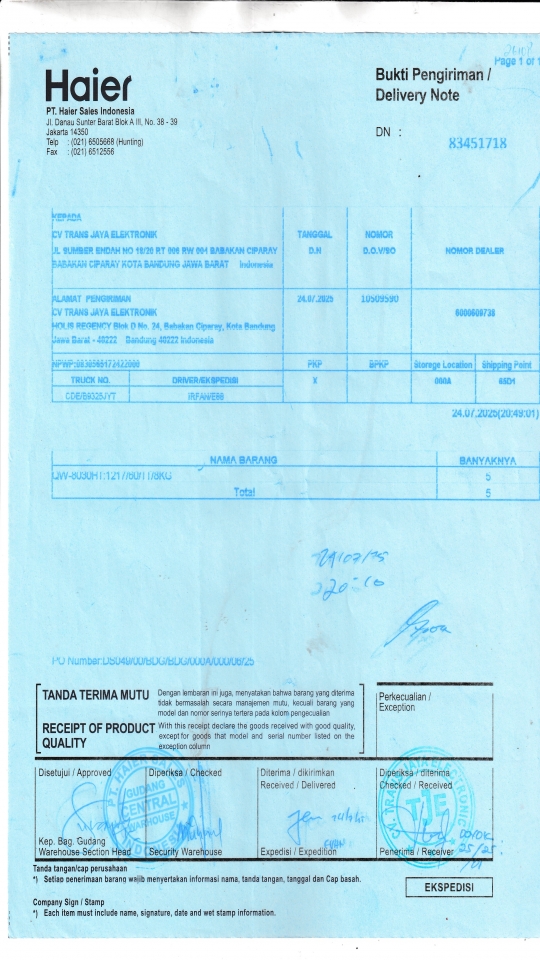 Page 1 of 1
Haier
Bukti Pengiriman /
Delivery Note
PT. Haier Sales Indonesia
Jl. Danau Sunter Barat Blok A III, No. 38 - 39
Jakarta 14350
Telp : (021) 6505668 (Hunting)
Fax : (021) 6512556
DN : 83451718
KEPADA
CV TRANS JAYA ELEKTRONIK
JL SUMBER ENDAH NO 18/20 RT 006 RW 004 BABAKAN CIPARAY
BABAKAN CIPARAY KOTA BANDUNG JAWA BARAT Indonesia
TANGGAL
D.N
NOMOR
D.O.V/SO
NOMOR DEALER
ALAMAT PENGIRIMAN
CV TRANS JAYA ELEKTRONIK
HOLIS REGENCY Blok D No. 24, Babakan Ciparay, Kota Bandung
Jawa Barat - 40222 Bandung 40222 Indonesia
24.07.2025
10509590
NPWP:
PKP
BPKP
Storage Location
Shipping Point
TRUCK NO.
DRIVER/EKSPEDISI
X
060A
65D1
24.07.2025(20:49:01)
NAMA BARANG
BANYAKNYA
5
Total
5
PO Number:
TANDA TERIMA MUTU
Dengan lembaran ini juga, menyatakan bahwa barang yang diterima
tidak bermasalah secara manajemen mutu, kecuali barang yang
model dan nomor serinya tertera pada kolom pengecualian
RECEIPT OF PRODUCT
QUALITY
With this receipt declare the goods received with good quality,
except for goods that model and serial number listed on the
exception column
Perkecualian /
Exception
Disetujui / Approved
Diperiksa / Checked
Diterima / dikirimkan
Received / Delivered
Diperiksa / diterima
Checked / Received
GUDANG
CENTRAL
WAREHOUSE
TJE
Kep. Bag. Gudang
Warehouse Section Head
Security Warehouse
Expedisi / Expedition
Penerima / Receiver
Tanda tangan/cap perusahaan
*) Setiap penerimaan barang wajib menyertakan informasi nama, tanda tangan, tanggal dan Cap basah.
EKSPEDISI
Company Sign / Stamp
*) Each item must include name, signature, date and wet stamp information.